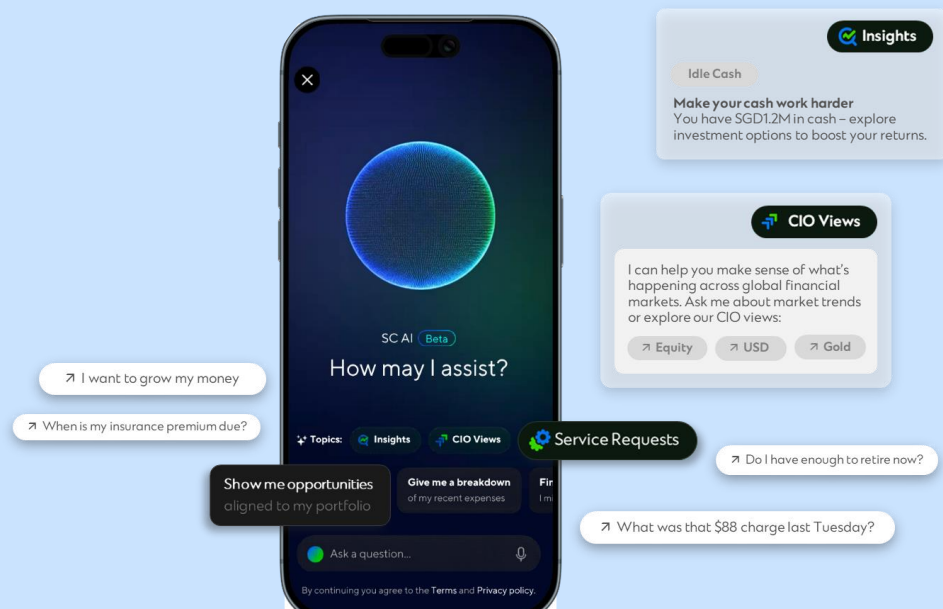 Insights
Idle Cash
Make your cash work harder
You have SGD1.2M in cash – explore
investment options to boost your returns.
CIO Views
I can help you make sense of what's
happening across global financial
markets. Ask me about market trends
or explore our CIO views:
Equity
USD
Gold
SC AI Beta
How may I assist?
I want to grow my money
When is my insurance premium due?
Topics:
Insights
CIO Views
Service Requests
Do I have enough to retire now?
Show me opportunities
aligned to my portfolio
Give me a breakdown
of my recent expenses
What was that $88 charge last Tuesday?
Ask a question...
By continuing you agree to the Terms and Privacy policy.